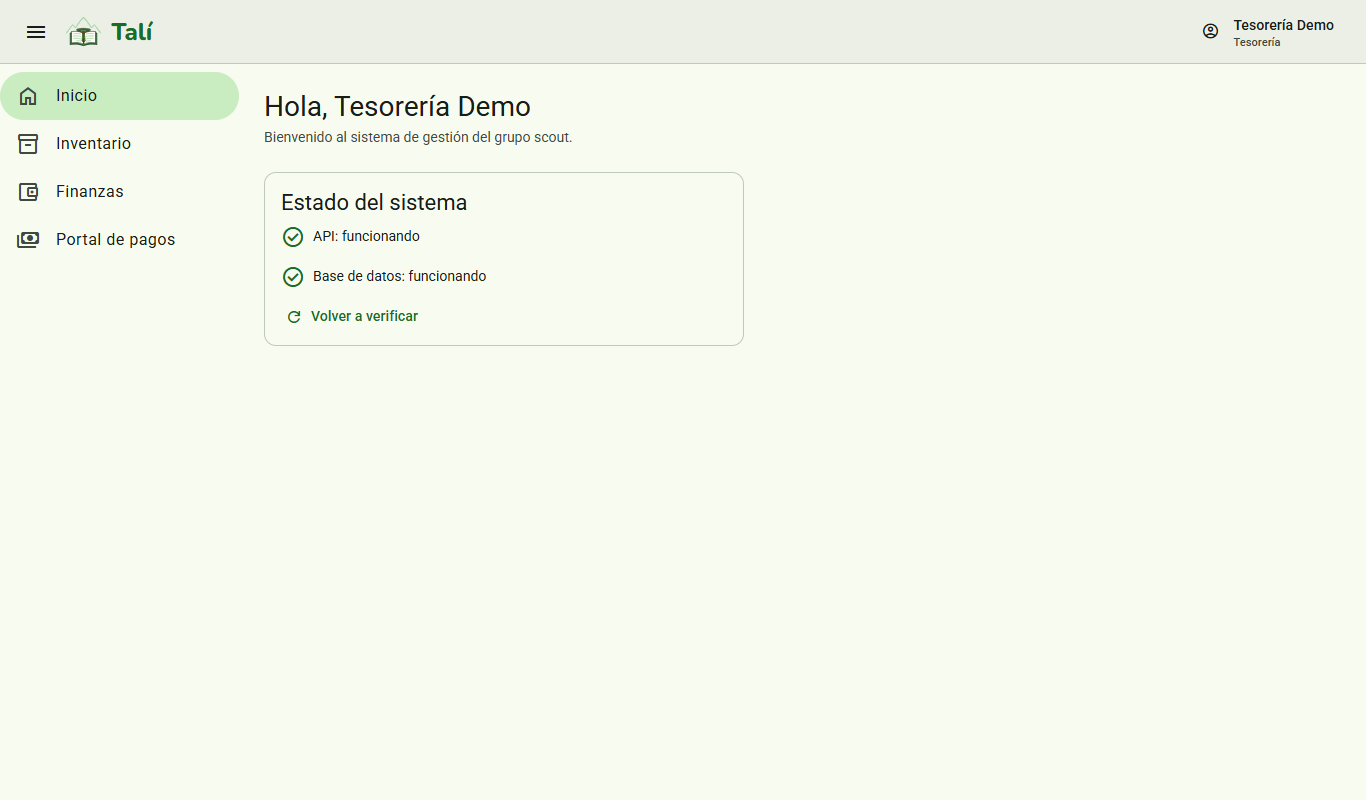 Talí
Tesorería Demo
Tesorería
Inicio
Inventario
Finanzas
Portal de pagos
Hola, Tesorería Demo
Bienvenido al sistema de gestión del grupo scout.
Estado del sistema
API: funcionando
Base de datos: funcionando
Volver a verificar